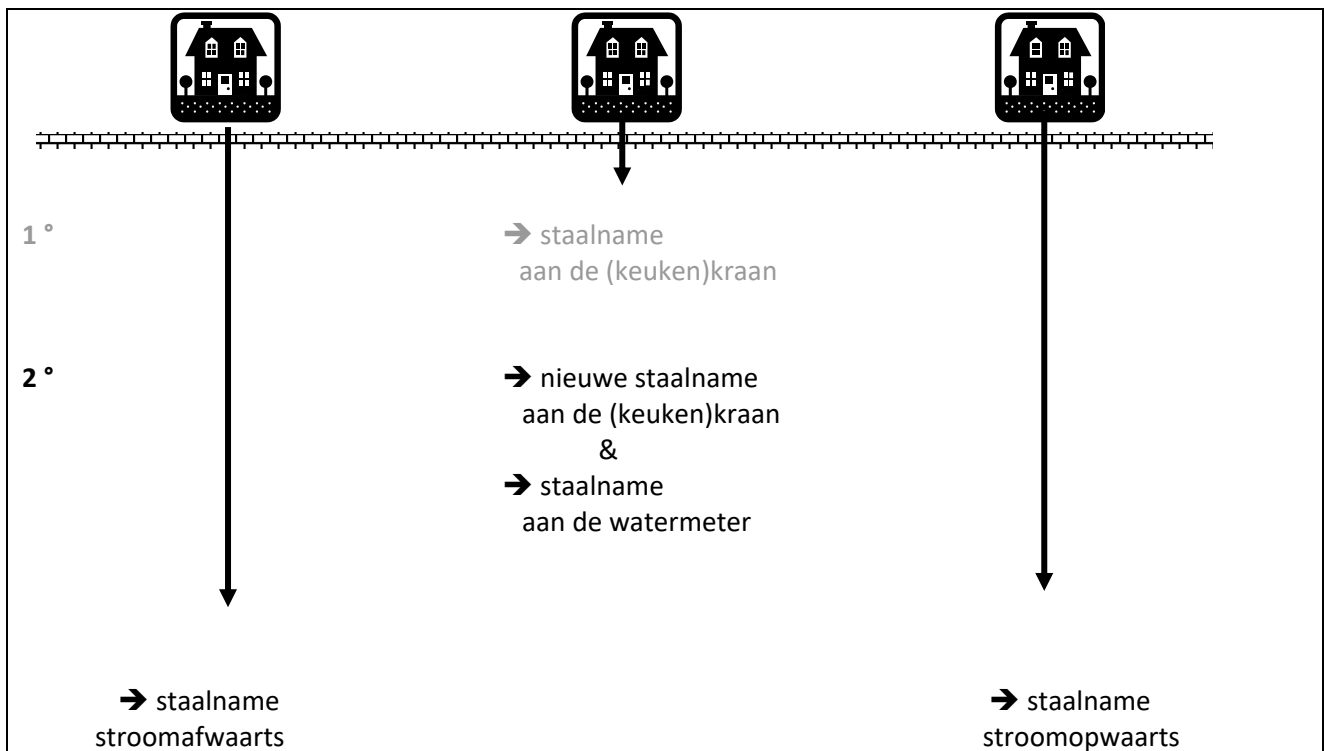 1 °
➔ staalname
aan de (keuken)kraan
2 °
➔ nieuwe staalname
aan de (keuken)kraan
&
➔ staalname
aan de watermeter
➔ staalname
stroomafwaarts
➔ staalname
stroomopwaarts